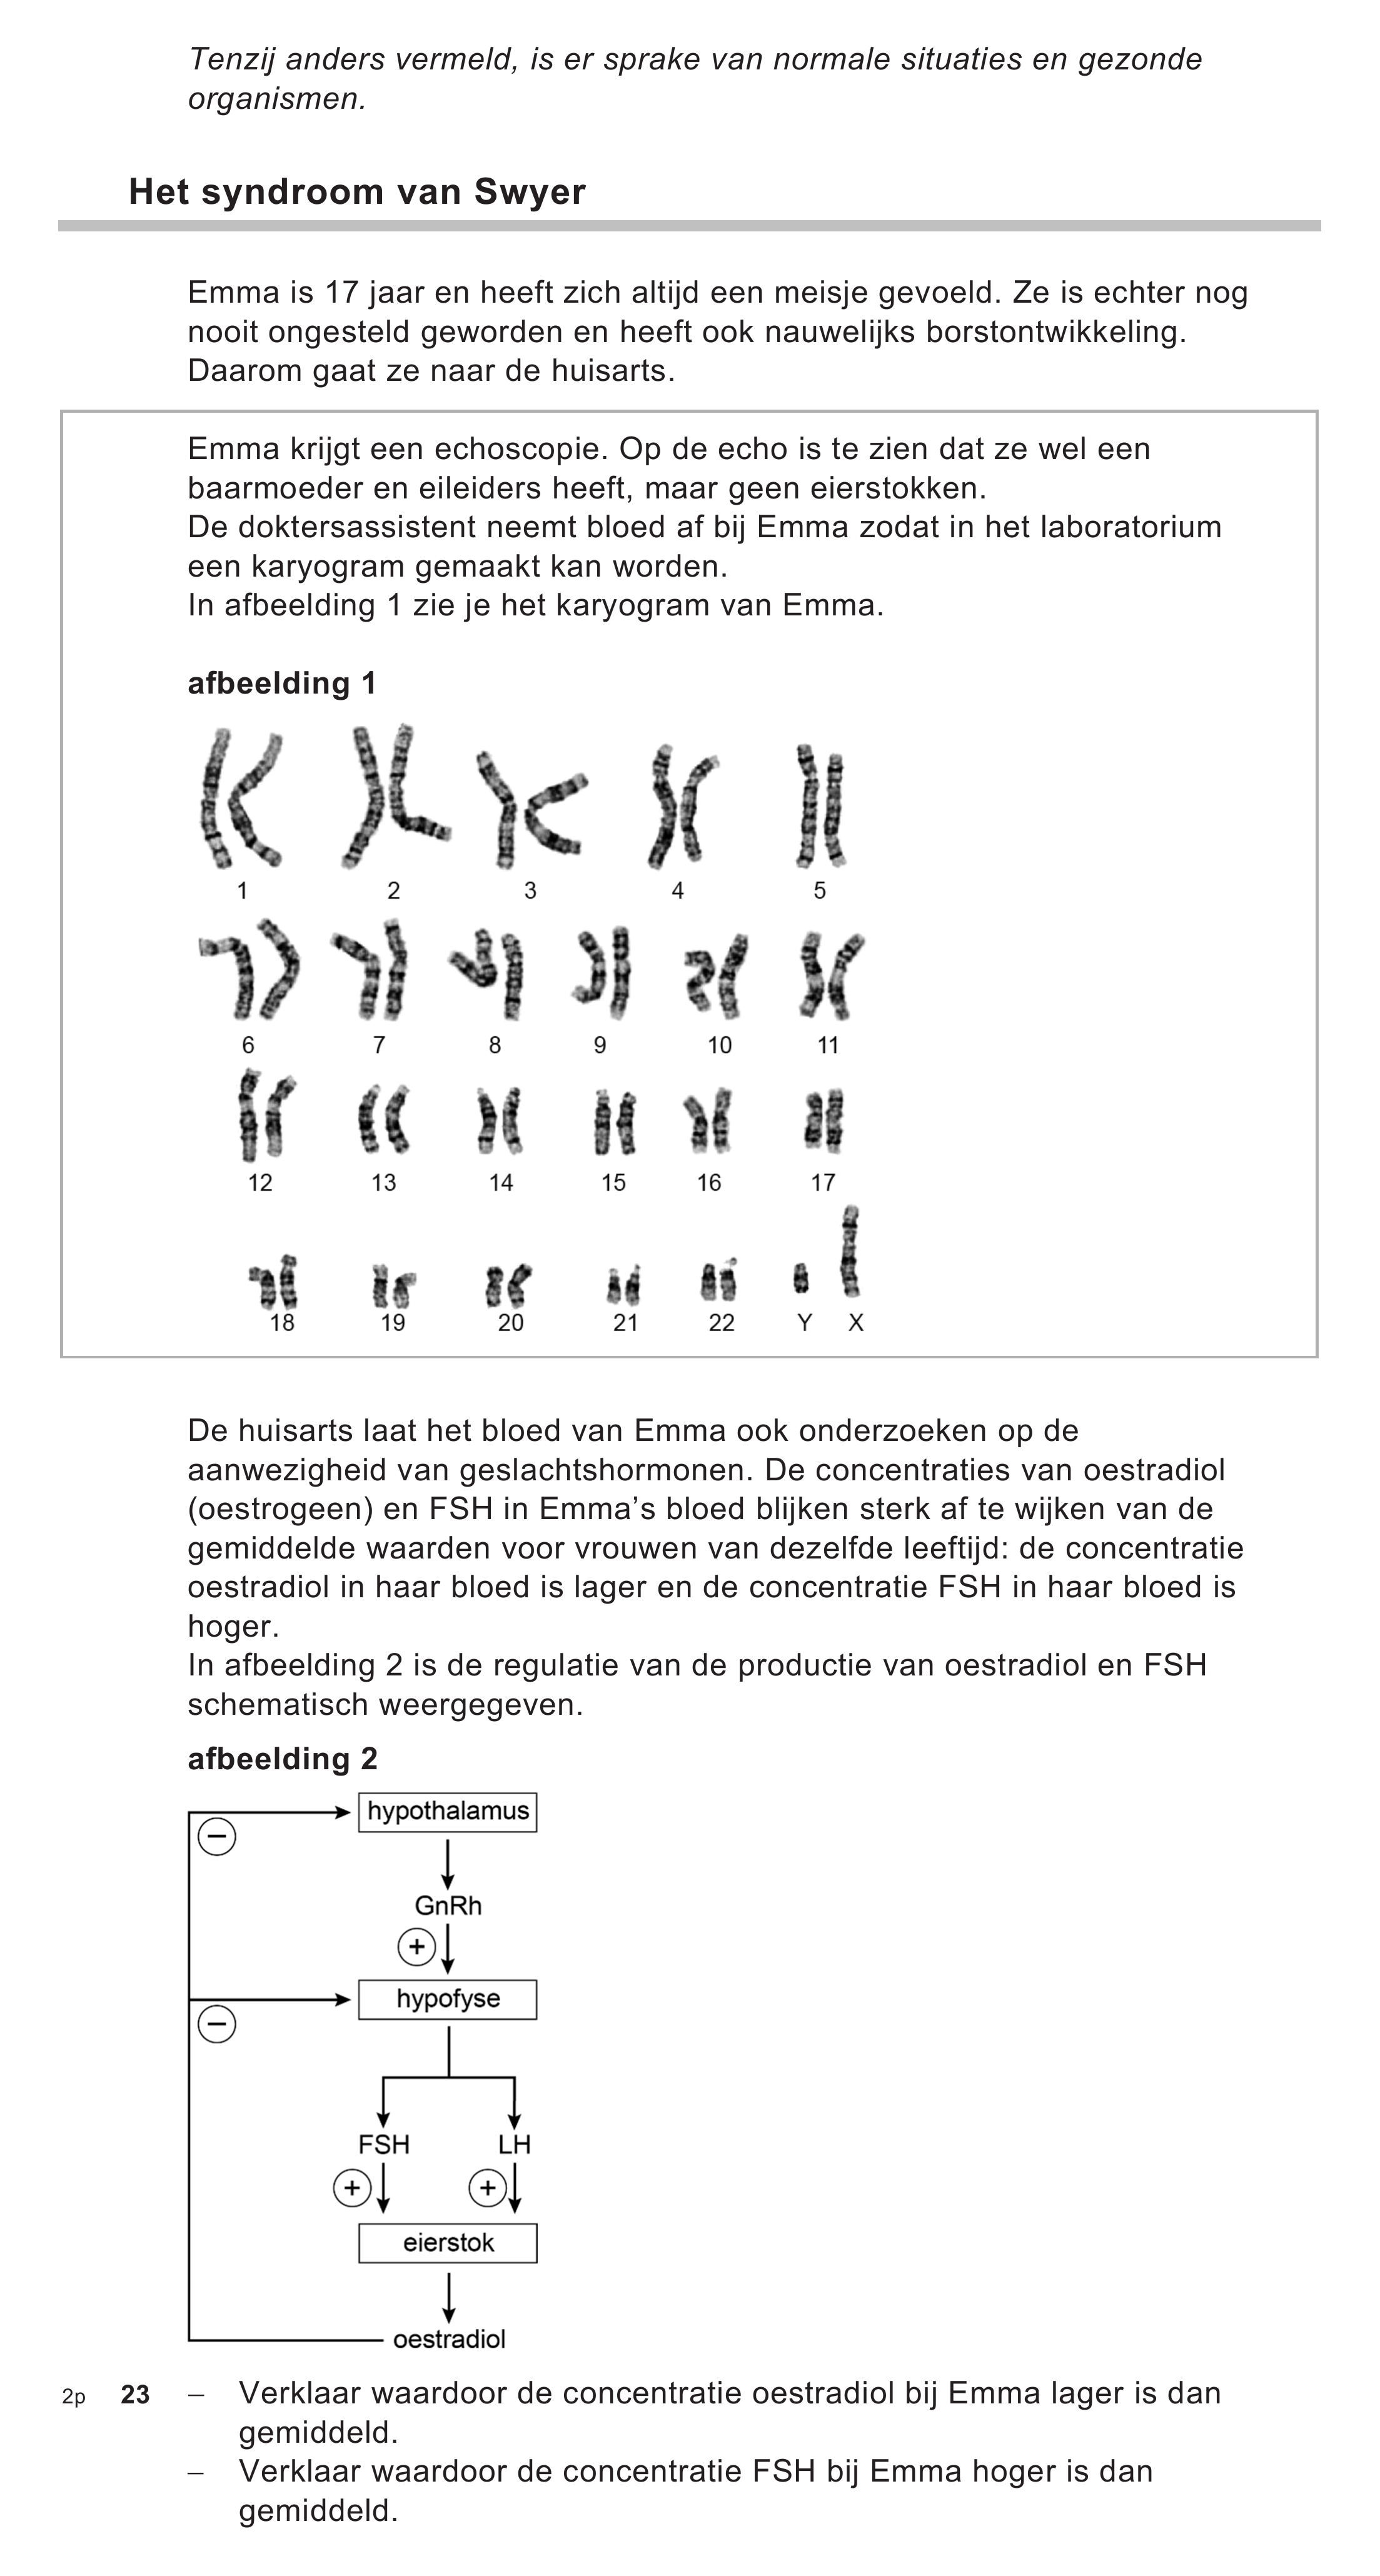 Tenzij anders vermeld, is er sprake van normale situaties en gezonde
organismen.
Het syndroom van Swyer
Emma is 17 jaar en heeft zich altijd een meisje gevoeld. Ze is echter nog
nooit ongesteld geworden en heeft ook nauwelijks borstontwikkeling.
Daarom gaat ze naar de huisarts.
Emma krijgt een echoscopie. Op de echo is te zien dat ze wel een
baarmoeder en eileiders heeft, maar geen eierstokken.
De doktersassistent neemt bloed af bij Emma zodat in het laboratorium
een karyogram gemaakt kan worden.
In afbeelding 1 zie je het karyogram van Emma.
afbeelding 1
1 2 3 4 5
6 7 8 9 10 11
12 13 14 15 16 17
18 19 20 21 22 Y X
De huisarts laat het bloed van Emma ook onderzoeken op de
aanwezigheid van geslachtshormonen. De concentraties van oestradiol
(oestrogeen) en FSH in Emma’s bloed blijken sterk af te wijken van de
gemiddelde waarden voor vrouwen van dezelfde leeftijd: de concentratie
oestradiol in haar bloed is lager en de concentratie FSH in haar bloed is
hoger.
In afbeelding 2 is de regulatie van de productie van oestradiol en FSH
schematisch weergegeven.
afbeelding 2
hypothalamus
−
GnRh
+
hypofyse
−
FSH LH
+ +
eierstok
oestradiol
2p 23 – Verklaar waardoor de concentratie oestradiol bij Emma lager is dan
gemiddeld.
– Verklaar waardoor de concentratie FSH bij Emma hoger is dan
gemiddeld.